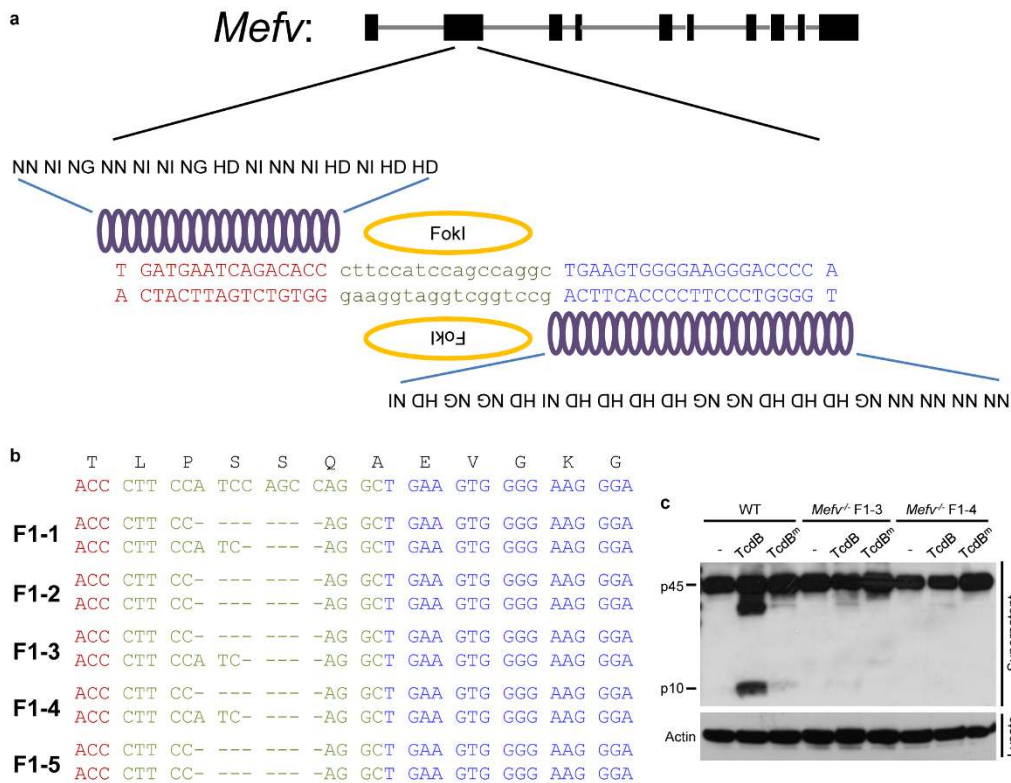 a
Mefv:
NN NI NG NN NI NI NG HD NI NN NI HD NI HD HD
FokI
T GATGAATCAGACACC cttccatccagccaggc TGAAGTGGGGAAGGGACCCC A
A CTACTTAGTCTGTGG gaaggtaggtcggtccg ACTTCACCCCTTCCCTGGGG T
FokI
NN NN NN NN NG HD HD HD NG NG HD HD HD HD NI HD NG NG HD NI
b
T L P S S Q A E V G K G
ACC CTT CCA TCC AGC CAG GCT GAA GTG GGG AAG GGA
F1-1
ACC CTT CC- --- --- -AG GCT GAA GTG GGG AAG GGA
ACC CTT CCA TC- --- -AG GCT GAA GTG GGG AAG GGA
F1-2
ACC CTT CC- --- --- -AG GCT GAA GTG GGG AAG GGA
ACC CTT CC- --- --- -AG GCT GAA GTG GGG AAG GGA
F1-3
ACC CTT CC- --- --- -AG GCT GAA GTG GGG AAG GGA
ACC CTT CCA TC- --- -AG GCT GAA GTG GGG AAG GGA
F1-4
ACC CTT CC- --- --- -AG GCT GAA GTG GGG AAG GGA
ACC CTT CCA TC- --- -AG GCT GAA GTG GGG AAG GGA
F1-5
ACC CTT CC- --- --- -AG GCT GAA GTG GGG AAG GGA
ACC CTT CC- --- --- -AG GCT GAA GTG GGG AAG GGA
c
WT Mefv-/- F1-3 Mefv-/- F1-4
- TcdB TcdBm - TcdB TcdBm - TcdB TcdBm
p45
p10
Actin